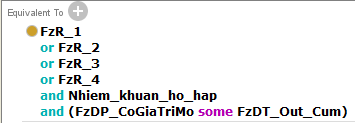 Equivalent To
FzR_1
or FzR_2
or FzR_3
or FzR_4
and Nhiem_khuan_ho_hap
and (FzDP_CoGiaTriMo some FzDT_Out_Cum)